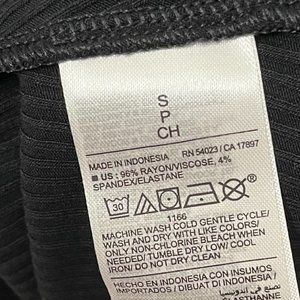 S
P
CH
MADE IN INDONESIA RN 54023 / CA 17897
■ US : 96% RAYON/VISCOSE, 4%
SPANDEX/ELASTANE
30
1166
MACHINE WASH COLD GENTLE CYCLE/
WASH AND DRY WITH LIKE COLORS/
ONLY NON-CHLORINE BLEACH WHEN
NEEDED/ TUMBLE DRY LOW/ COOL
IRON/ DO NOT DRY CLEAN
HECHO EN INDONESIA CON INSUMOS
IMPORTADOS / DIBUAT DI INDONESIA